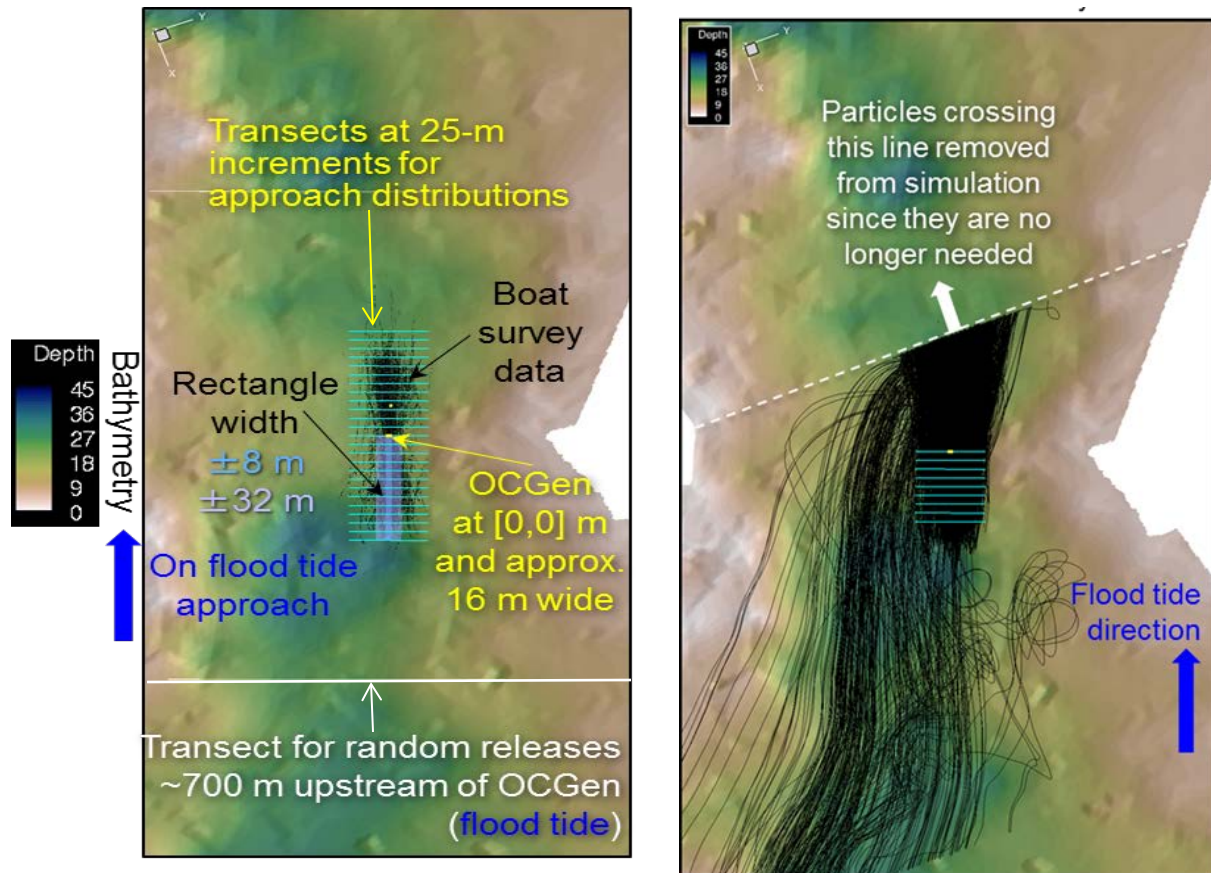 Y
X
Transects at 25-m
increments for
approach distributions
Boat
survey
data
Rectangle
width
±8 m
±32 m
OCGen
at [0,0] m
and approx.
16 m wide
On flood tide
approach
Transect for random releases
~700 m upstream of OCGen
(flood tide)
Depth
45
36
27
18
9
0
Bathymetry
Depth
45
36
27
18
9
0
Y
X
Particles crossing
this line removed
from simulation
since they are no
longer needed
Flood tide
direction